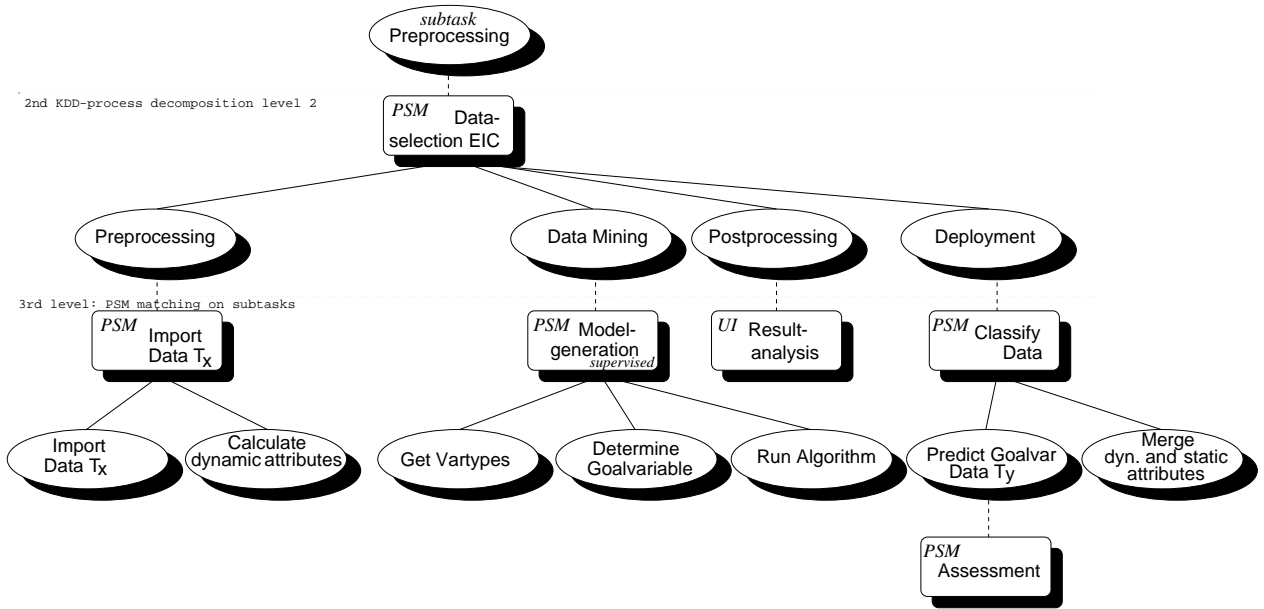 subtask
Preprocessing
2nd KDD-process decomposition level 2
PSM Data-
selection EIC
Preprocessing
Data Mining
Postprocessing
Deployment
3rd level: PSM matching on subtasks
PSM Import
Data Tx
PSM Model-
generation
supervised
UI Result-
analysis
PSM Classify
Data
Import
Data Tx
Calculate
dynamic attributes
Get Vartypes
Determine
Goalvariable
Run Algorithm
Predict Goalvar
Data Ty
Merge
dyn. and static
attributes
PSM
Assessment